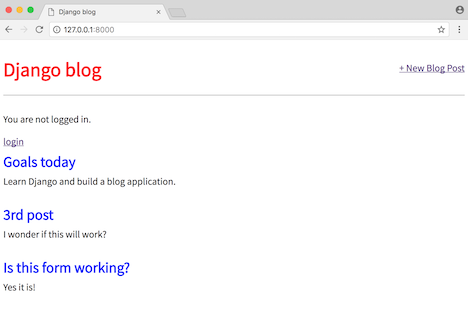 Django blog
127.0.0.1:8000
Django blog
+ New Blog Post
You are not logged in.
login
Goals today
Learn Django and build a blog application.
3rd post
I wonder if this will work?
Is this form working?
Yes it is!